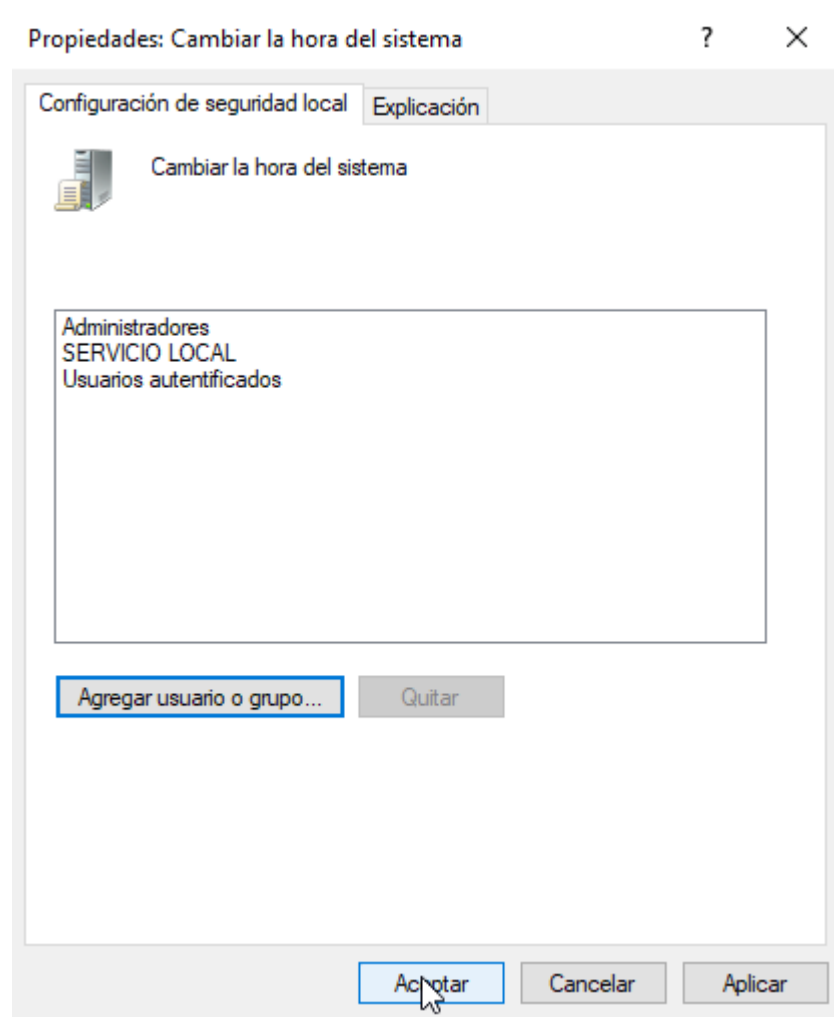 Propiedades: Cambiar la hora del sistema ? ×
Configuración de seguridad local Explicación
Cambiar la hora del sistema
Administradores
SERVICIO LOCAL
Usuarios autentificados
Agregar usuario o grupo... Quitar
Aceptar Cancelar Aplicar